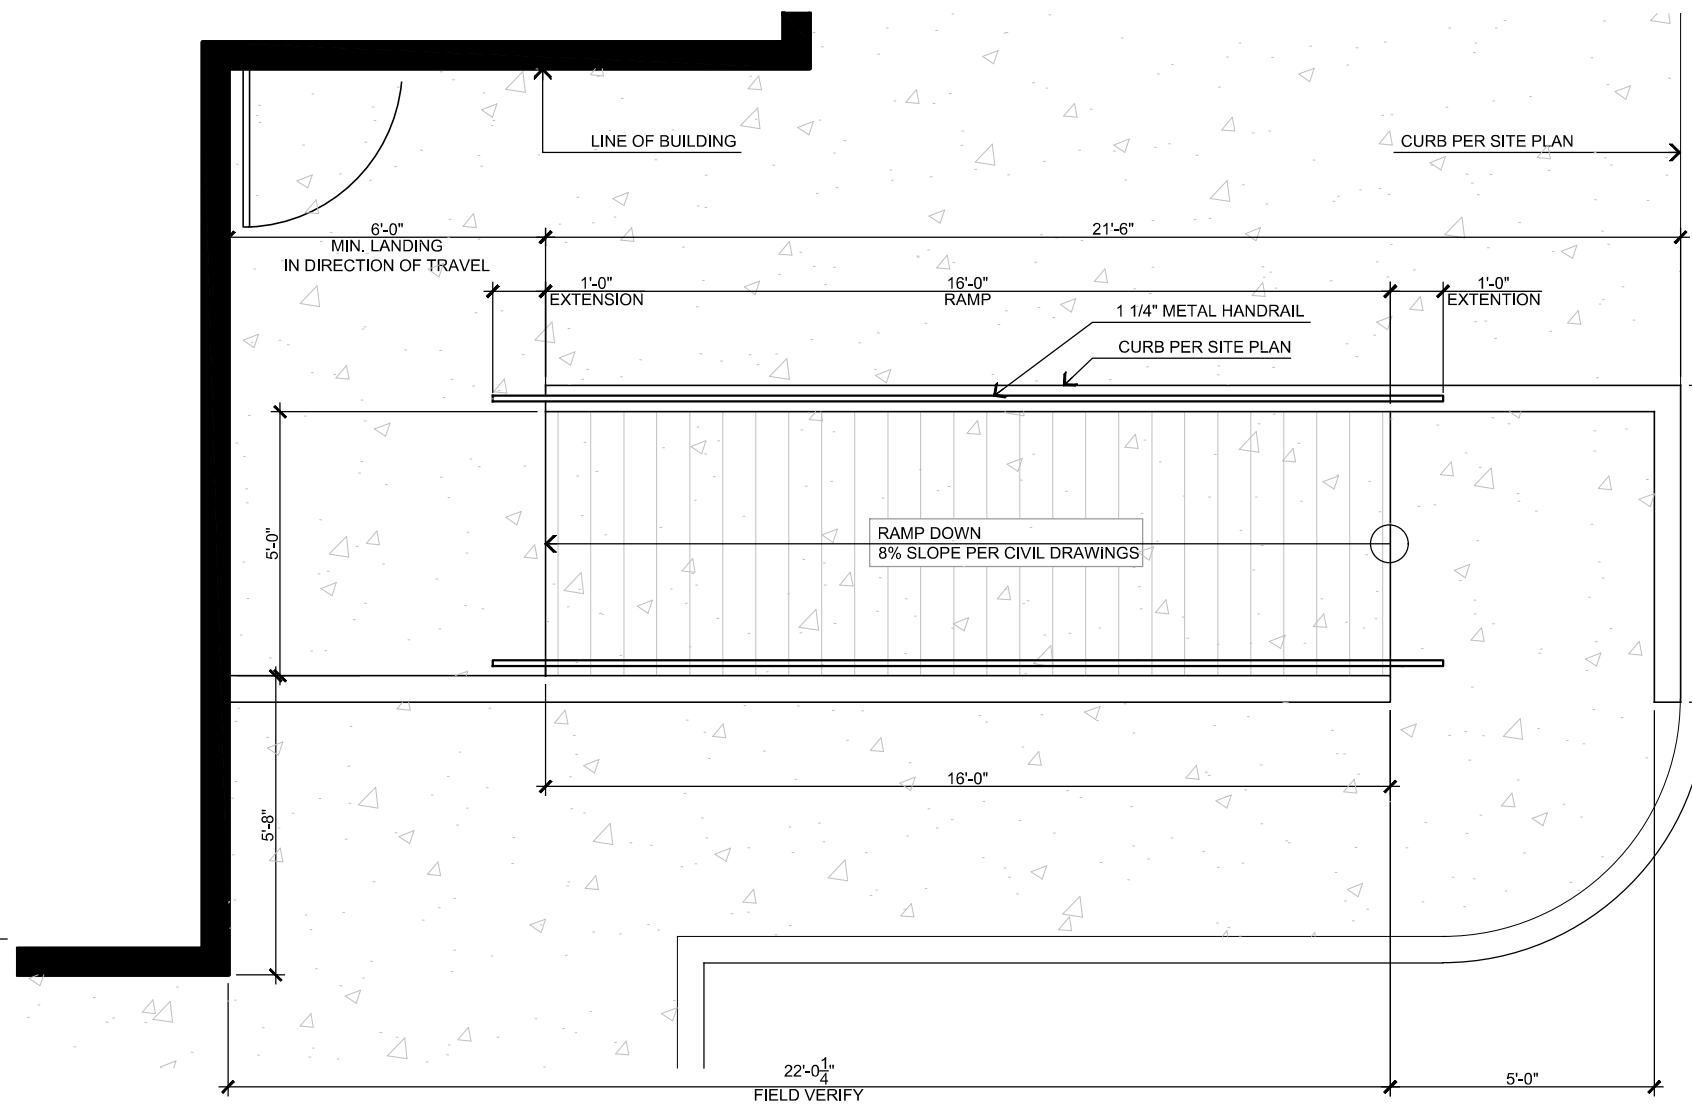 LINE OF BUILDING
CURB PER SITE PLAN
6'-0"
MIN. LANDING
IN DIRECTION OF TRAVEL
21'-6"
1'-0"
EXTENSION
16'-0"
RAMP
1'-0"
EXTENTION
1 1/4" METAL HANDRAIL
CURB PER SITE PLAN
5'-0"
RAMP DOWN
8% SLOPE PER CIVIL DRAWINGS
16'-0"
5'-8"
22'-0 1/4"
FIELD VERIFY
5'-0"